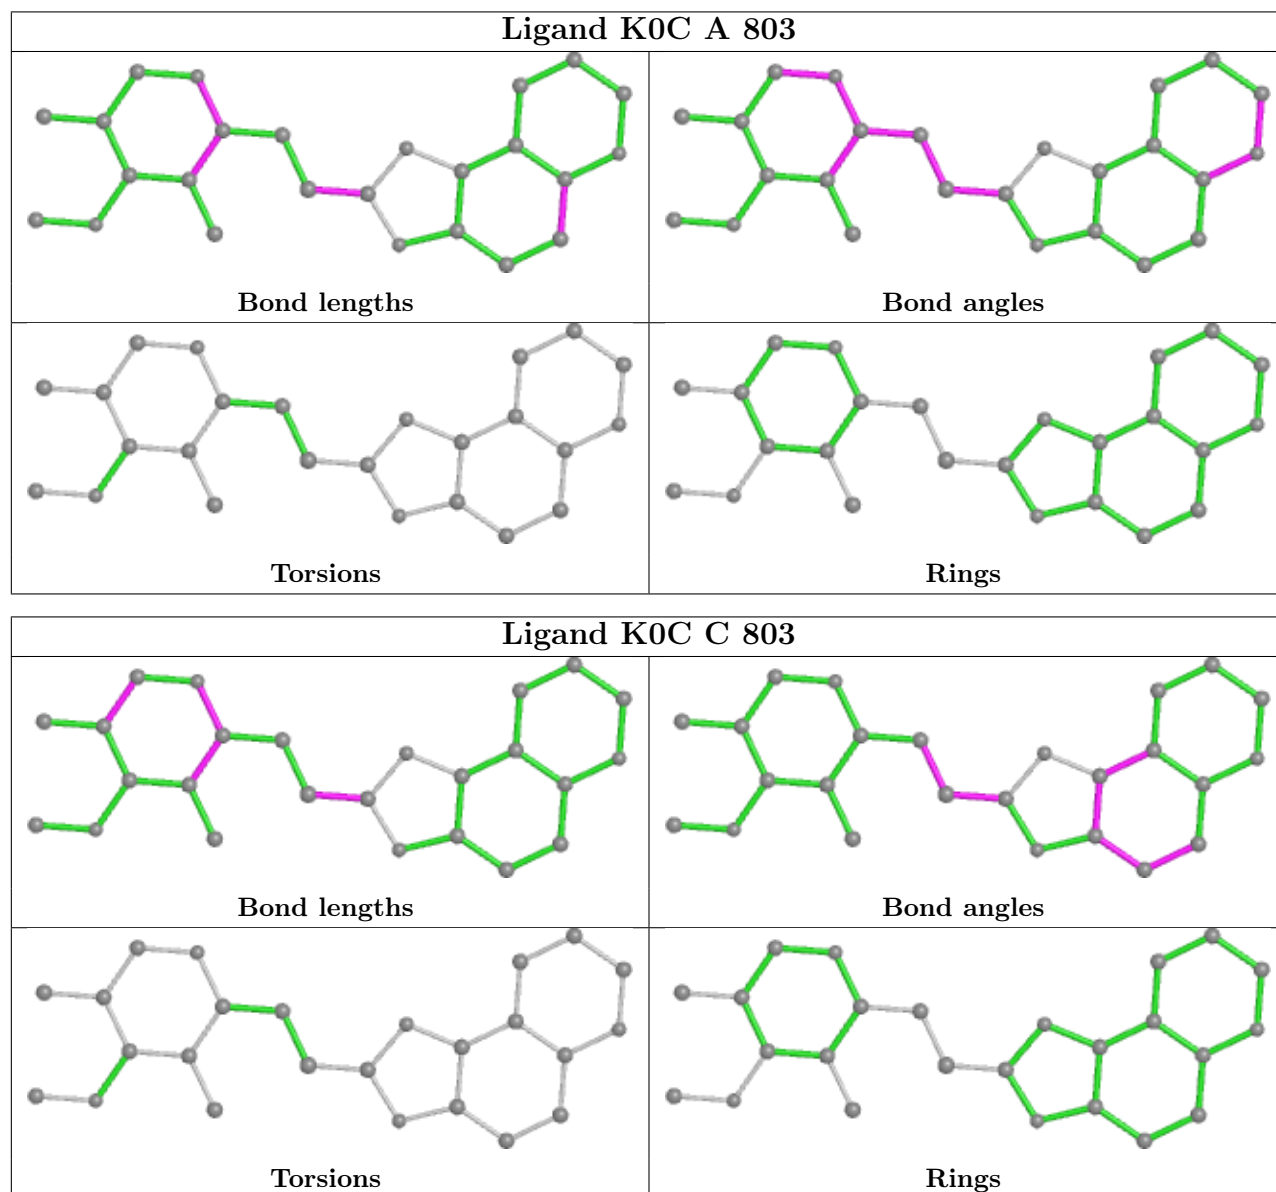 Ligand K0C A 803
Bond lengths
Bond angles
Torsions
Rings
Ligand K0C C 803
Bond lengths
Bond angles
Torsions
Rings